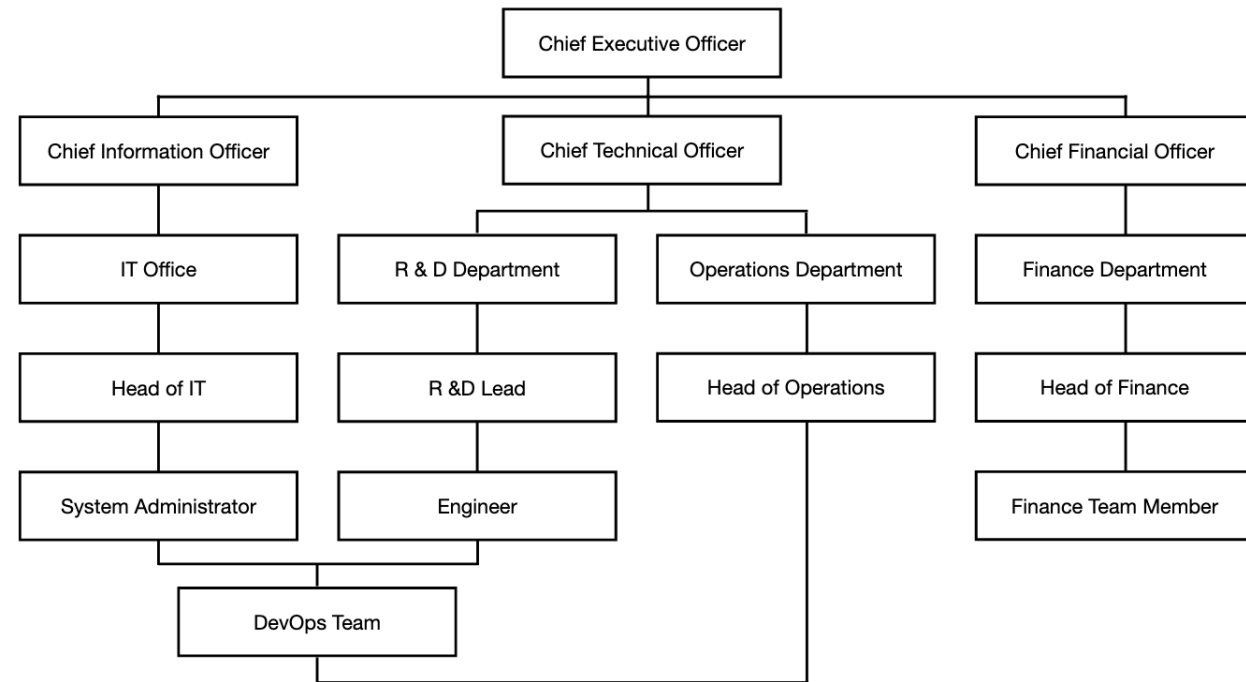 Chief Executive Officer
Chief Information Officer
Chief Technical Officer
Chief Financial Officer
IT Office
R & D Department
Operations Department
Finance Department
Head of IT
R &D Lead
Head of Operations
Head of Finance
System Administrator
Engineer
Finance Team Member
DevOps Team